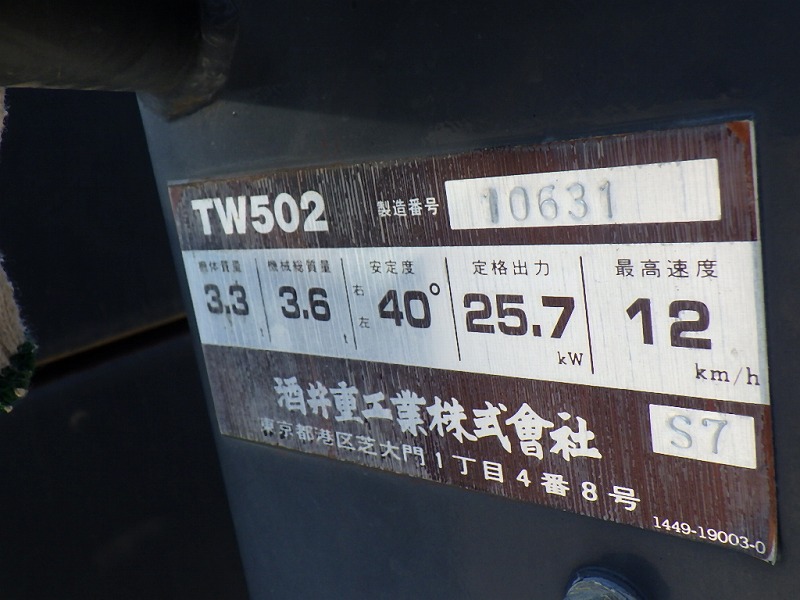 TW502 製造番号 10631
機体質量 機械総質量 安定度 定格出力 最高速度
3.3 t 3.6 t 右 左 40° 25.7 kW 12 km/h
酒井重工業株式會社 S7
東京都港区芝大門1丁目4番8号
1449-19003-0